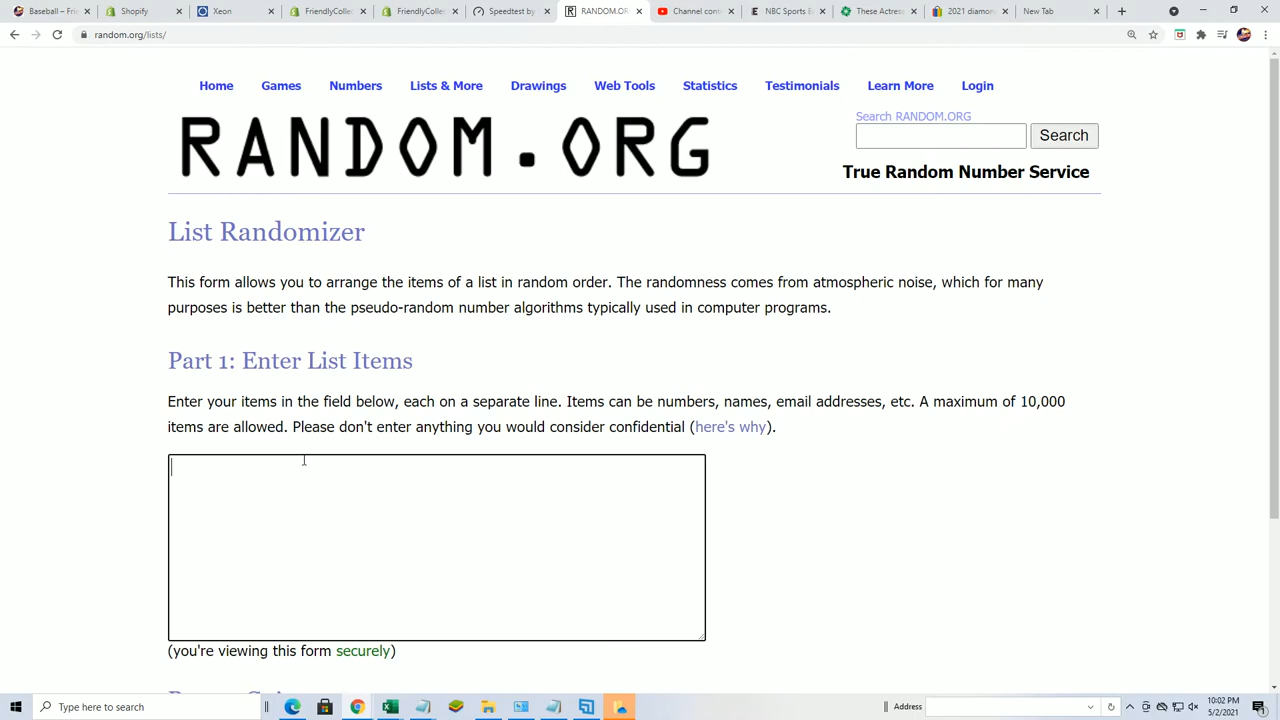 Baseball – Frie
Shopify
Xeon
FriendlyCollec
FriendlyCollec
Speedtest by
RANDOM.OR
Channel cont
NBC Sports E
These Actress
2021 diamon
New Tab
random.org/lists/
Home Games Numbers Lists & More Drawings Web Tools Statistics Testimonials Learn More Login
RANDOM.ORG
Search RANDOM.ORG
Search
True Random Number Service
List Randomizer
This form allows you to arrange the items of a list in random order. The randomness comes from atmospheric noise, which for many
purposes is better than the pseudo-random number algorithms typically used in computer programs.
Part 1: Enter List Items
Enter your items in the field below, each on a separate line. Items can be numbers, names, email addresses, etc. A maximum of 10,000
items are allowed. Please don't enter anything you would consider confidential (here's why).
(you're viewing this form securely)
Type here to search
Address
10:02 PM
5/2/2021